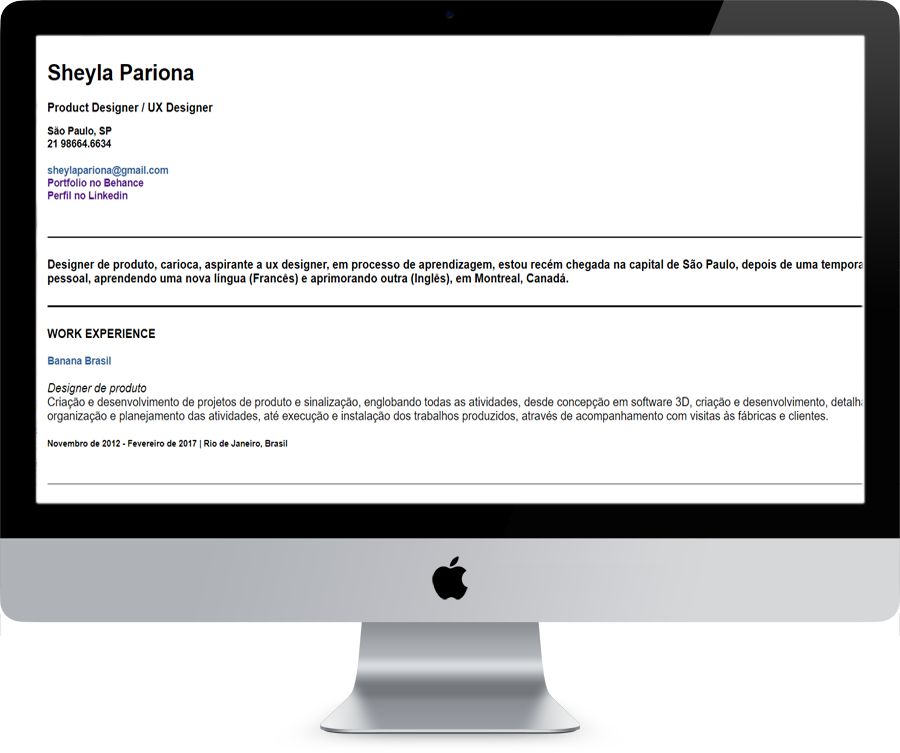 Sheyla Pariona
Product Designer / UX Designer
São Paulo, SP
21 98664.6634
sheylapariona@gmail.com
Portfolio no Behance
Perfil no Linkedin
Designer de produto, carioca, aspirante a ux designer, em processo de aprendizagem, estou recém chegada na capital de São Paulo, depois de uma
pessoal, aprendendo uma nova língua (Francês) e aprimorando outra (Inglês), em Montreal, Canadá.
WORK EXPERIENCE
Banana Brasil
Designer de produto
Criação e desenvolvimento de projetos de produto e sinalização, englobando todas as atividades, desde concepção em software 3D, criação e desenvolvimento,
organização e planejamento das atividades, até execução e instalação dos trabalhos produzidos, através de acompanhamento com visitas às fábricas e clientes.
Novembro de 2012 - Fevereiro de 2017 | Rio de Janeiro, Brasil